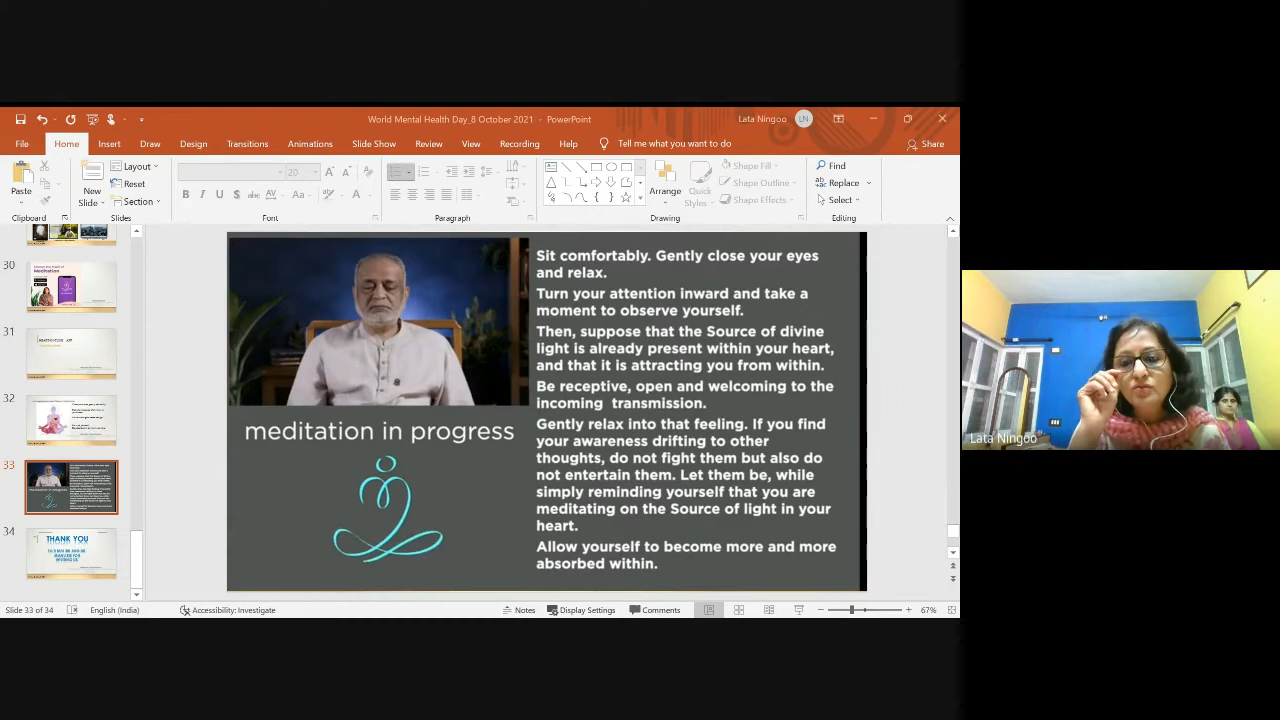 World Mental Health Day_8 October 2021 - PowerPoint
Lata Ningoo
LN
File Home Insert Draw Design Transitions Animations Slide Show Review View Recording Help Tell me what you want to do
Share
Paste
Clipboard
New
Slide
Layout
Reset
Section
Slides
20
B I U S abc AV Aa A
Font
Paragraph
Arrange
Quick
Styles
Shape Fill
Shape Outline
Shape Effects
Drawing
Find
Replace
Select
Editing
30
Meditation
31
32
33
34
THANK YOU
Sit comfortably. Gently close your eyes
and relax.
Turn your attention inward and take a
moment to observe yourself.
Then, suppose that the Source of divine
light is already present within your heart,
and that it is attracting you from within.
Be receptive, open and welcoming to the
incoming transmission.
Gently relax into that feeling. If you find
your awareness drifting to other
thoughts, do not fight them but also do
not entertain them. Let them be, while
simply reminding yourself that you are
meditating on the Source of light in your
heart.
Allow yourself to become more and more
absorbed within.
meditation in progress
Lata Ningoo
Slide 33 of 34
English (India)
Accessibility: Investigate
Notes
Display Settings
Comments
67%